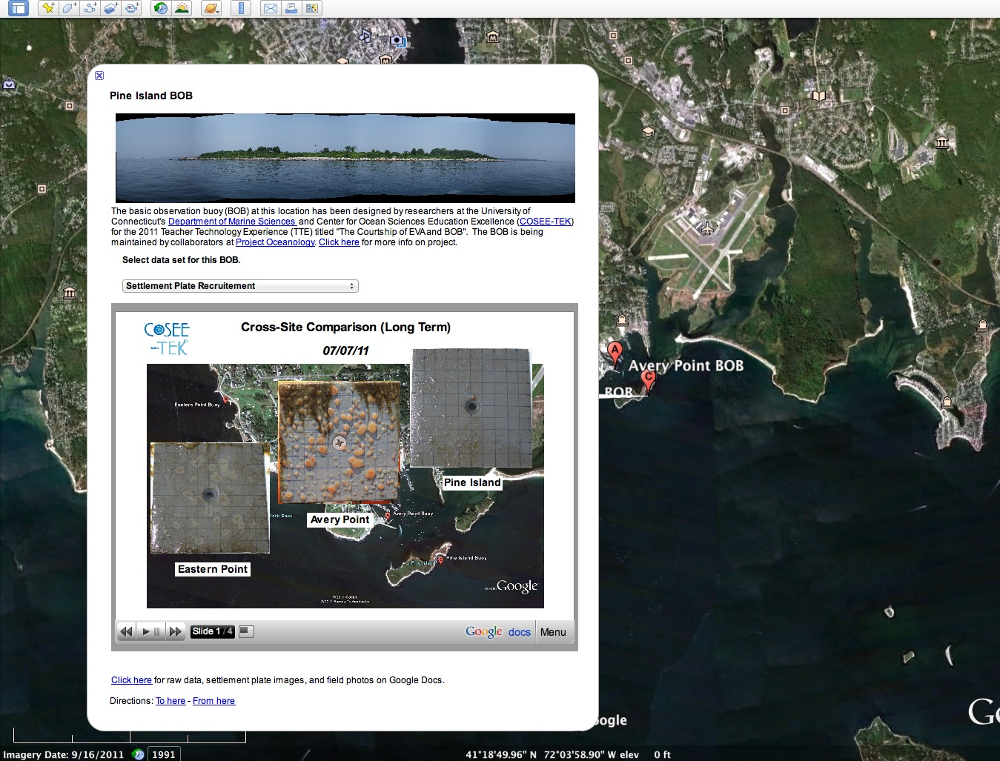 Pine Island BOB
The basic observation buoy (BOB) at this location has been designed by researchers at the University of
Connecticut's Department of Marine Sciences and Center for Ocean Sciences Education Excellence (COSEE-TEK)
for the 2011 Teacher Technology Experience (TTE) titled "The Courtship of EVA and BOB". The BOB is being
maintained by collaborators at Project Oceanology. Click here for more info on project.
Select data set for this BOB.
Settlement Plate Recruitement
COSEE
TEK
Cross-Site Comparison (Long Term)
07/07/11
Eastern Point Buoy
Pine Island
Avery Point Buoy
Avery Point
Pine Island Buoy
Pine Island
Eastern Point
Google
©2011 Google
Slide 1 / 4
Google docs
Menu
Click here for raw data, settlement plate images, and field photos on Google Docs.
Directions: To here - From here
A
Avery Point BOB
C
BOB
oogle
Go
Imagery Date: 9/16/2011
1991
41°18'49.96" N 72°03'58.90" W elev 0 ft